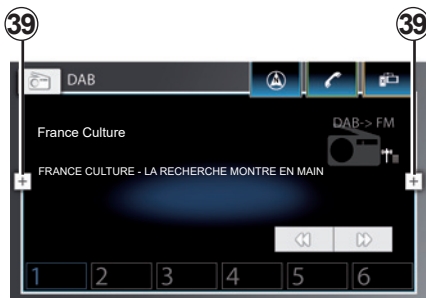 39 39
DAB
France Culture
DAB-> FM
FRANCE CULTURE - LA RECHERCHE MONTRE EN MAIN
1 2 3 4 5 6